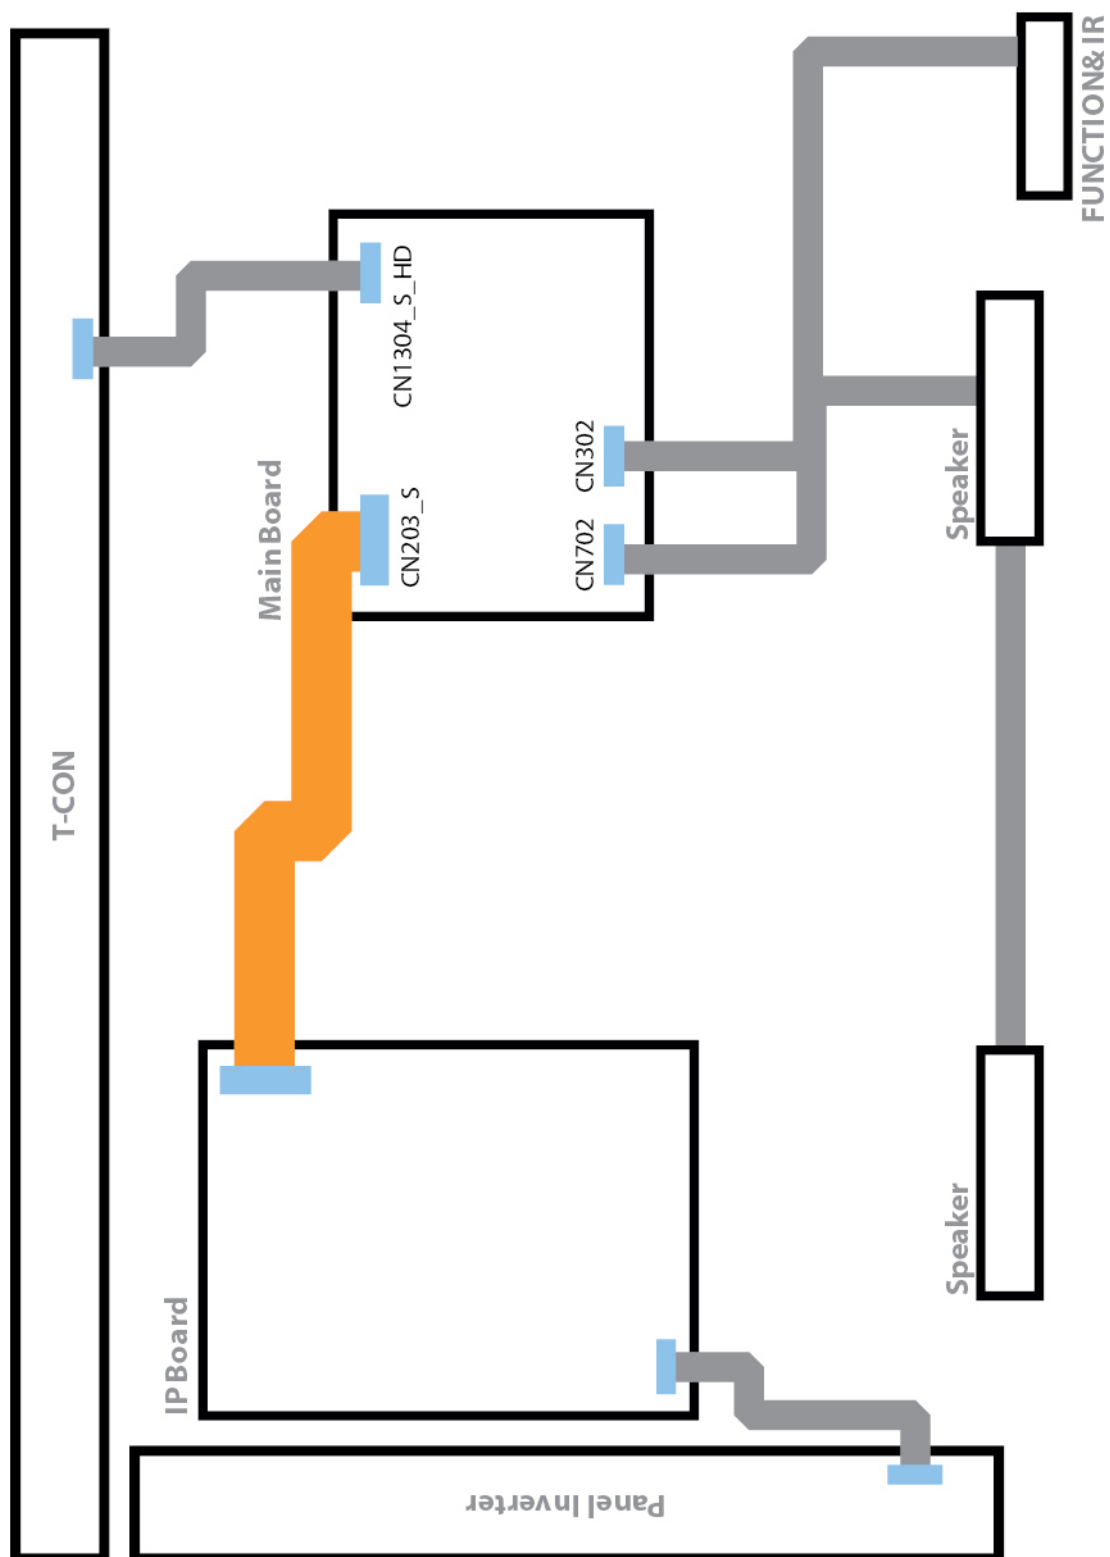 FUNCTION&IR
CN1304_S_HD
Main Board
CN203_S
CN302
CN702
Speaker
T-CON
Speaker
IP Board
Panel Inverter